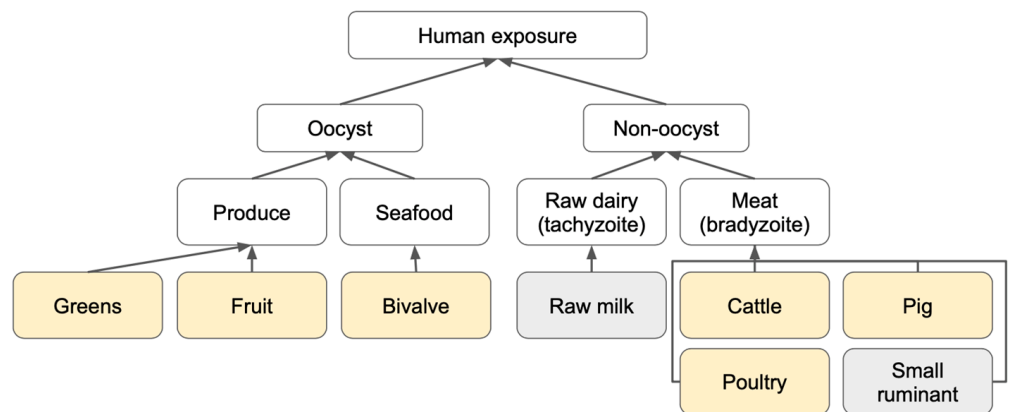 Human exposure
Oocyst
Non-oocyst
Produce
Seafood
Raw dairy
(tachyzoite)
Meat
(bradyzoite)
Greens
Fruit
Bivalve
Raw milk
Cattle
Pig
Poultry
Small
ruminant